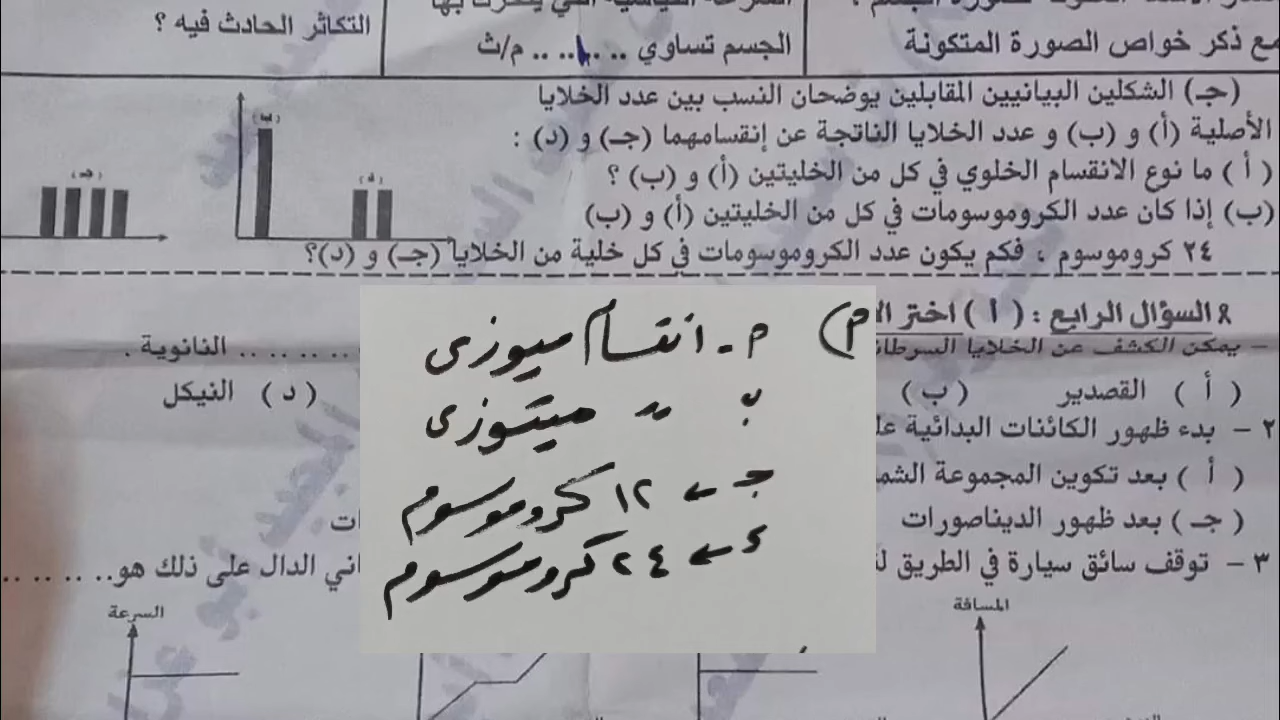 التكاثر الحادث فيه ؟
الجسم تساوي .. .. .. .. م/ث
مع ذكر خواص الصورة المتكونة
(جـ) الشكلين البيانيين المقابلين يوضحان النسب بين عدد الخلايا
الأصلية (أ) و (ب) و عدد الخلايا الناتجة عن إنقسامهما (جـ) و (د) :
( أ ) ما نوع الانقسام الخلوي في كل من الخليتين (أ) و (ب) ؟
(ب) إذا كان عدد الكروموسومات في كل من الخليتين (أ) و (ب)
٢٤ كروموسوم ، فكم يكون عدد الكروموسومات في كل خلية من الخلايا (جـ) و (د)؟
(ب)
(د)
(جـ)
السؤال الرابع : ( أ ) اختر
- يمكن الكشف عن الخلايا .. .. .. .. النانوية .
( أ ) القصدير ( ب ) ( د ) النيكل
٢ - بدء ظهور الكائنات البدائية
( أ ) بعد تكوين المجموعة
( جـ ) بعد ظهور الديناصورات
٣ - توقف سائق سيارة في الطريق
الدال على ذلك هو.. .. .. ..
م)
م - انقسام ميوزى
ب " ميتوزى
جـ ← ١٢ كروموسوم
د ← ٢٤ كروموسوم
السرعة
المسافة